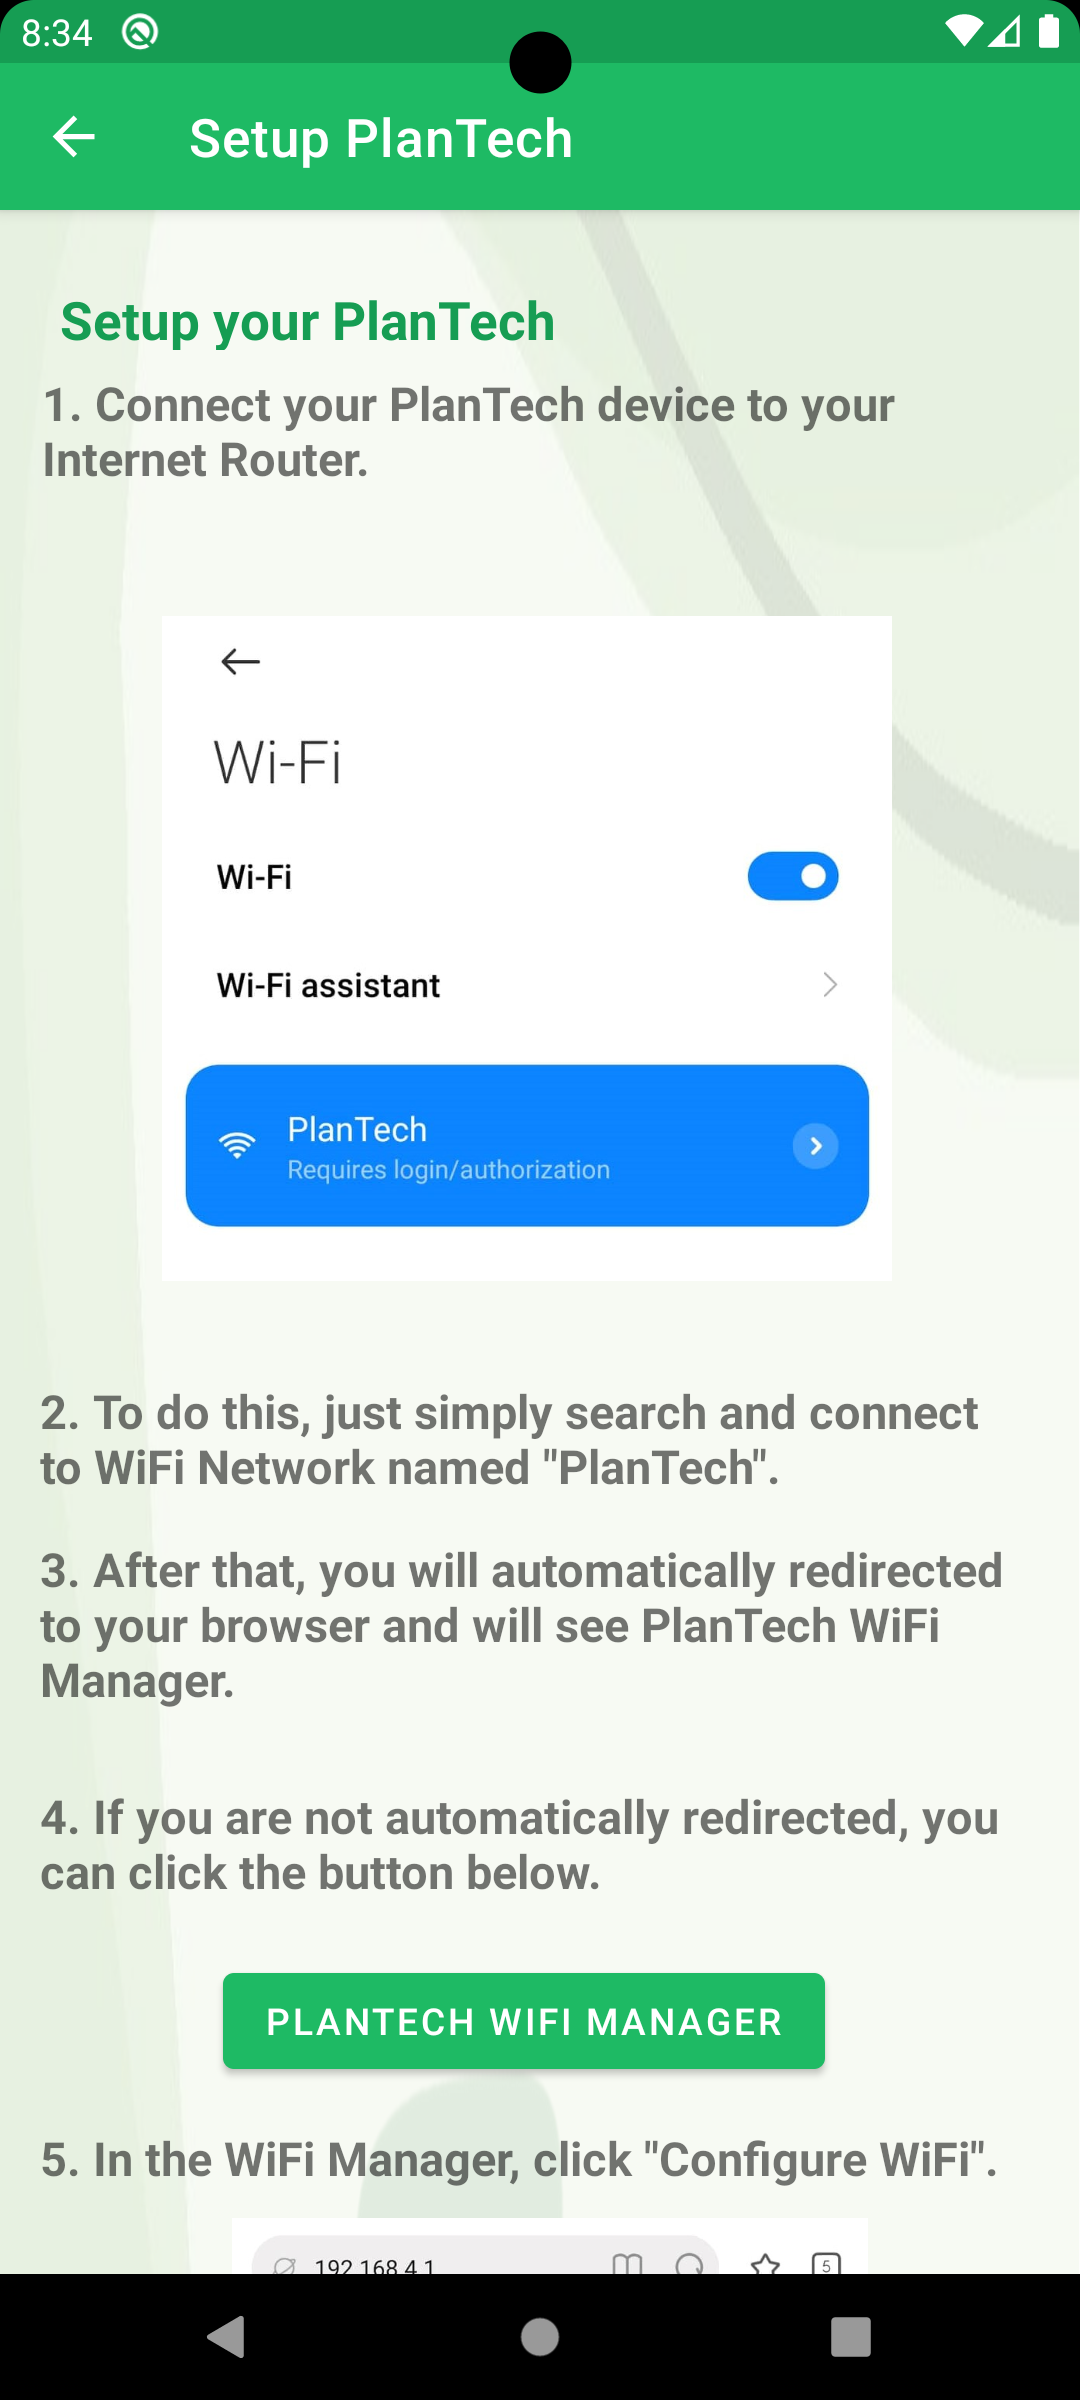 8:34
Setup PlanTech
Setup your PlanTech
1. Connect your PlanTech device to your
Internet Router.
Wi-Fi
Wi-Fi
Wi-Fi assistant
PlanTech
Requires login/authorization
2. To do this, just simply search and connect
to WiFi Network named "PlanTech".
3. After that, you will automatically redirected
to your browser and will see PlanTech WiFi
Manager.
4. If you are not automatically redirected, you
can click the button below.
PLANTECH WIFI MANAGER
5. In the WiFi Manager, click "Configure WiFi".
192.168.4.1
5